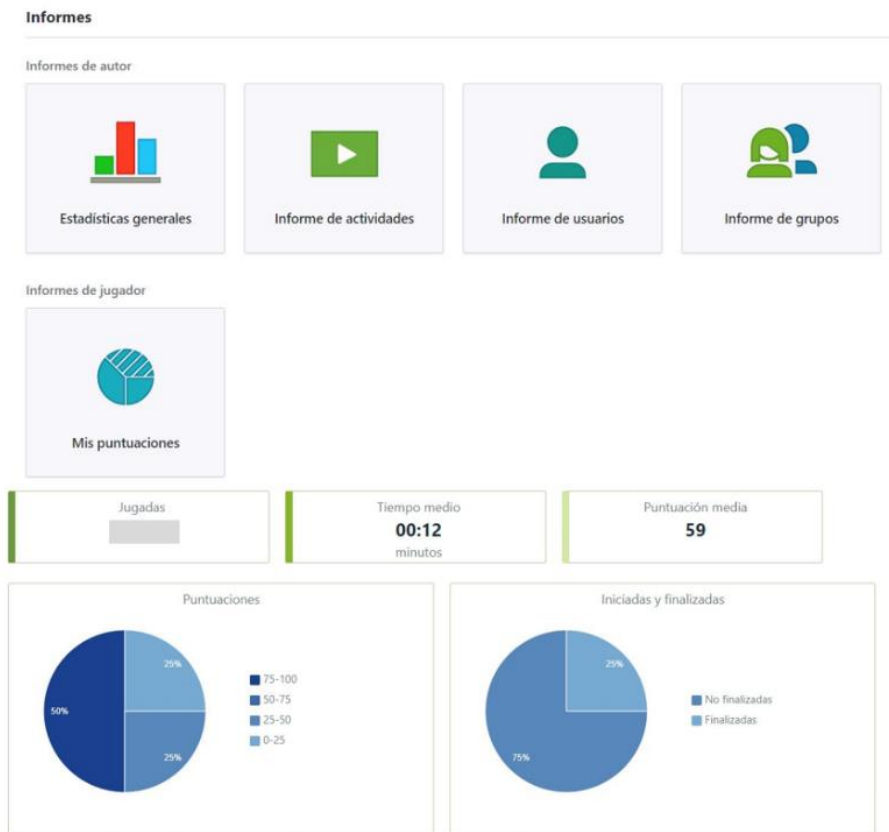 Informes
Informes de autor
Estadísticas generales
Informe de actividades
Informe de usuarios
Informe de grupos
Informes de jugador
Mis puntuaciones
Jugadas
Tiempo medio
00:12
minutos
Puntuación media
59
Puntuaciones
25%
50%
25%
75-100
50-75
25-50
0-25
Iniciadas y finalizadas
25%
75%
No finalizadas
Finalizadas